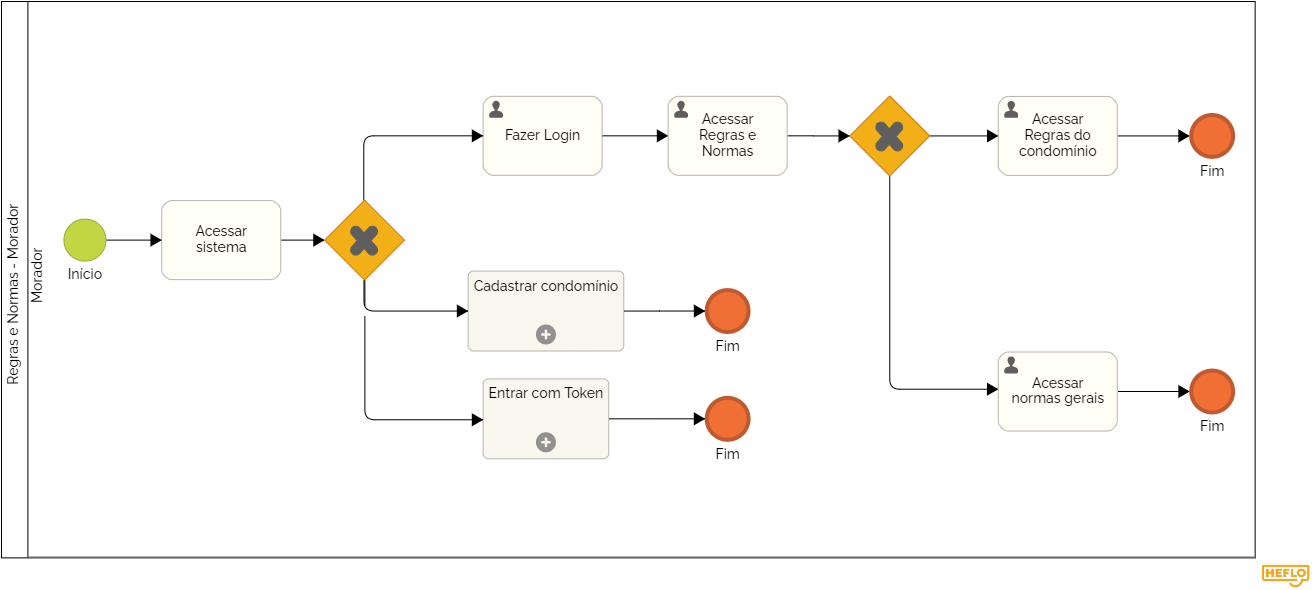 Regras e Normas - Morador
Morador
Início
Acessar
sistema
Fazer Login
Acessar
Regras e
Normas
Acessar
Regras do
condomínio
Fim
Cadastrar condomínio
Fim
Entrar com Token
Fim
Acessar
normas gerais
Fim
HEFLO